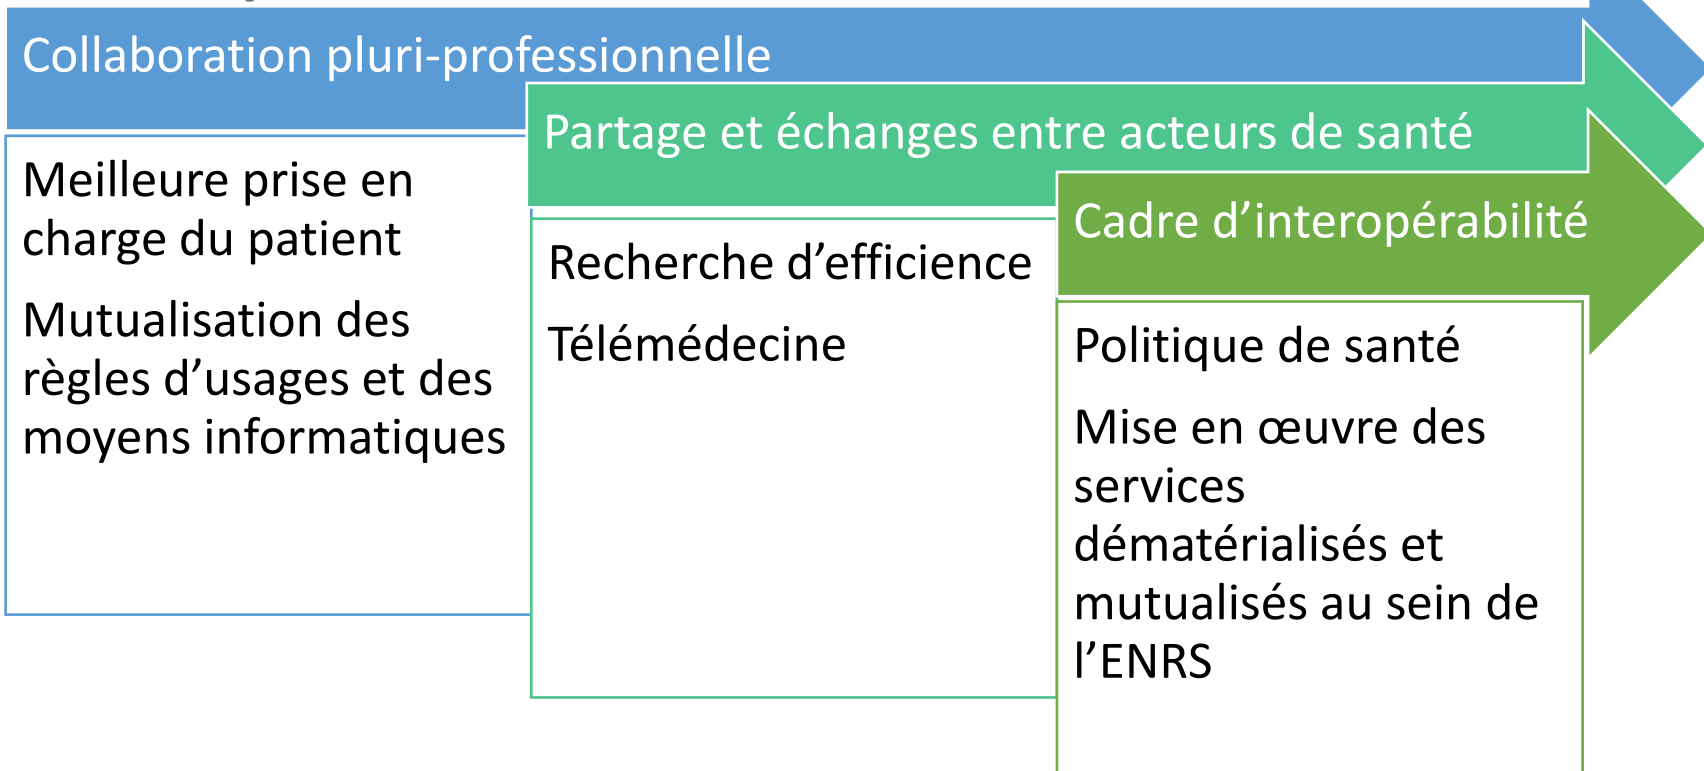 Collaboration pluri-professionnelle
Meilleure prise en
charge du patient
Mutualisation des
règles d’usages et des
moyens informatiques
Partage et échanges entre acteurs de santé
Recherche d’efficience
Télémédecine
Cadre d’interopérabilité
Politique de santé
Mise en œuvre des
services
dématérialisés et
mutualisés au sein de
l’ENRS